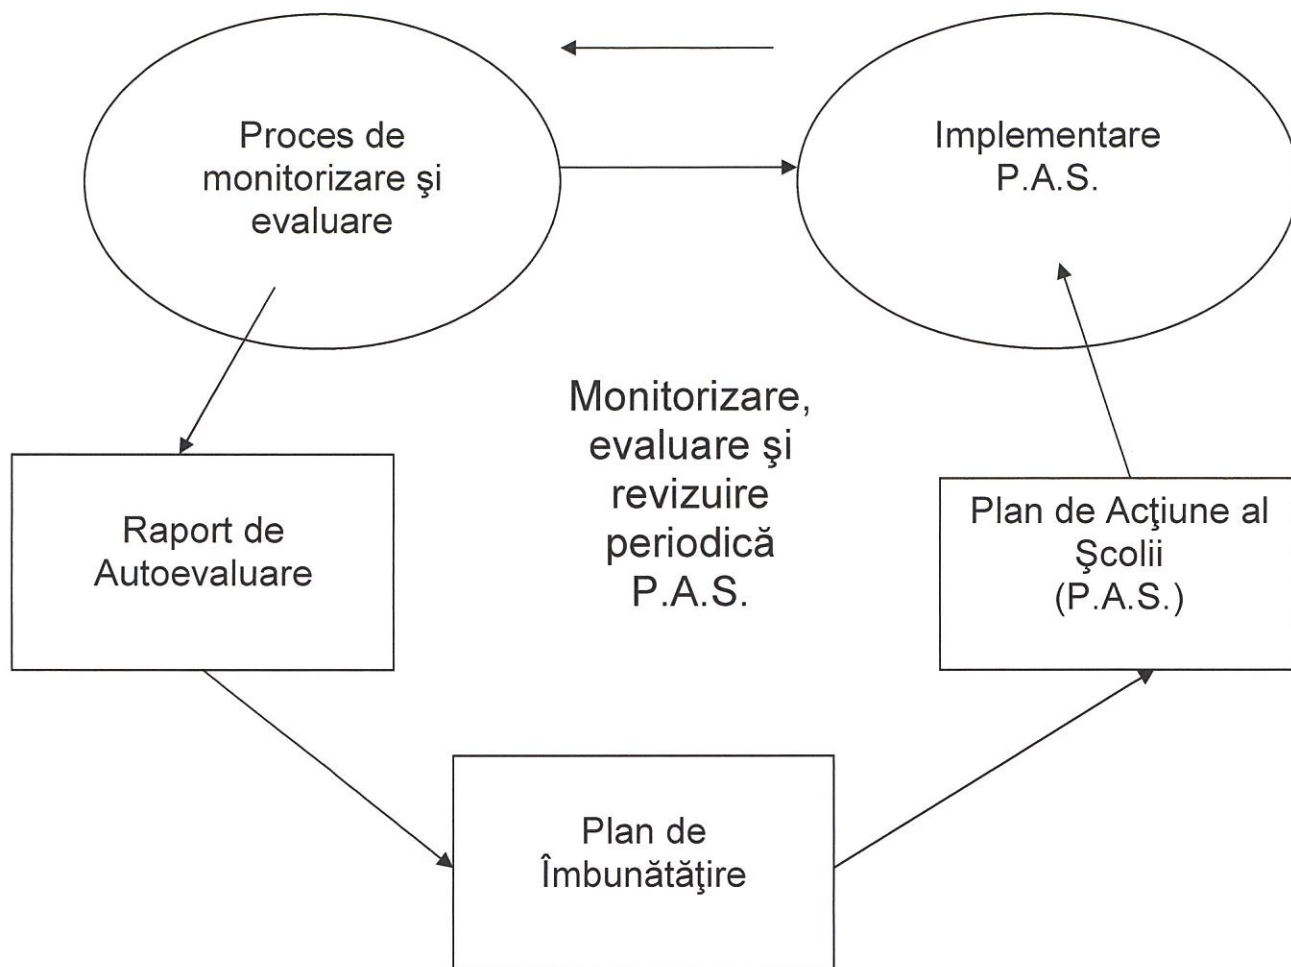 Proces de
monitorizare şi
evaluare
Implementare
P.A.S.
Monitorizare,
evaluare şi
revizuire
periodică
P.A.S.
Raport de
Autoevaluare
Plan de Acţiune al
Şcolii
(P.A.S.)
Plan de
Îmbunătăţire